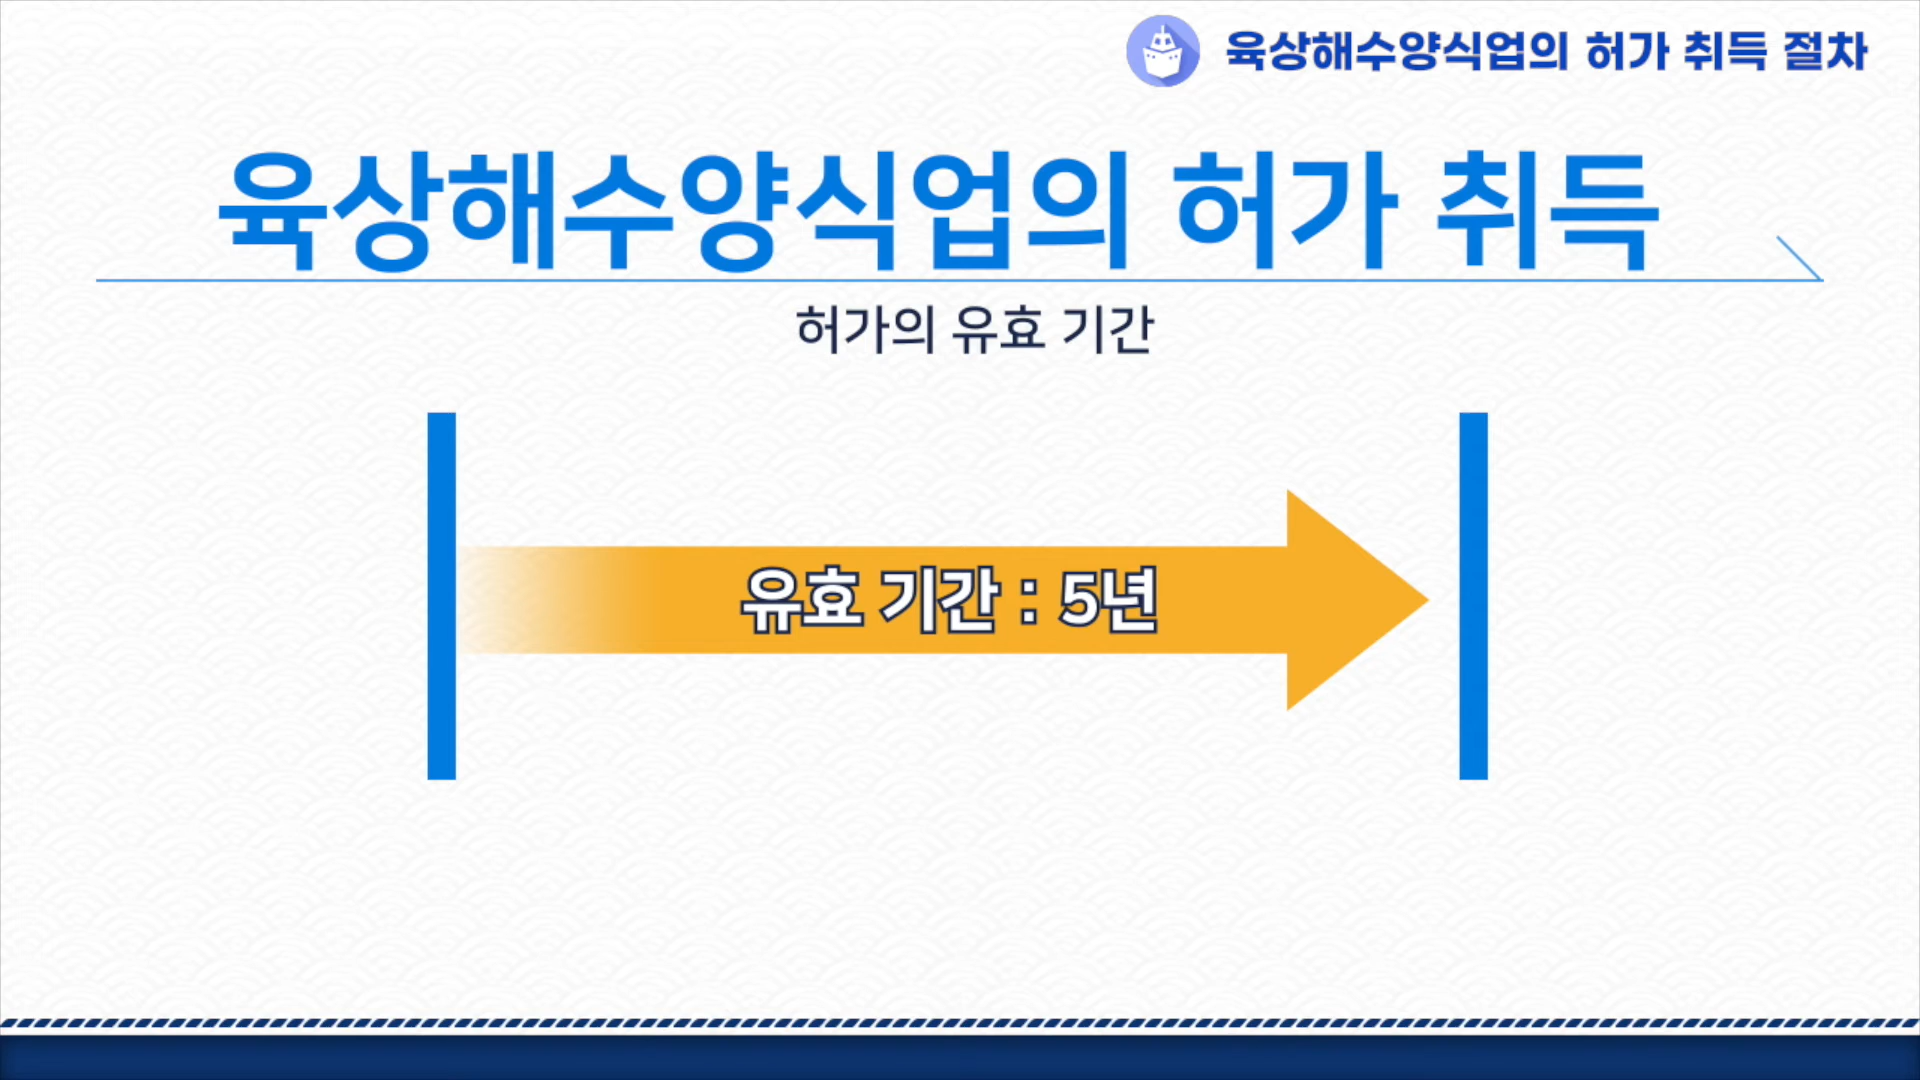 육상해수양식업의 허가 취득 절차
육상해수양식업의 허가 취득
허가의 유효 기간
유효 기간 : 5년